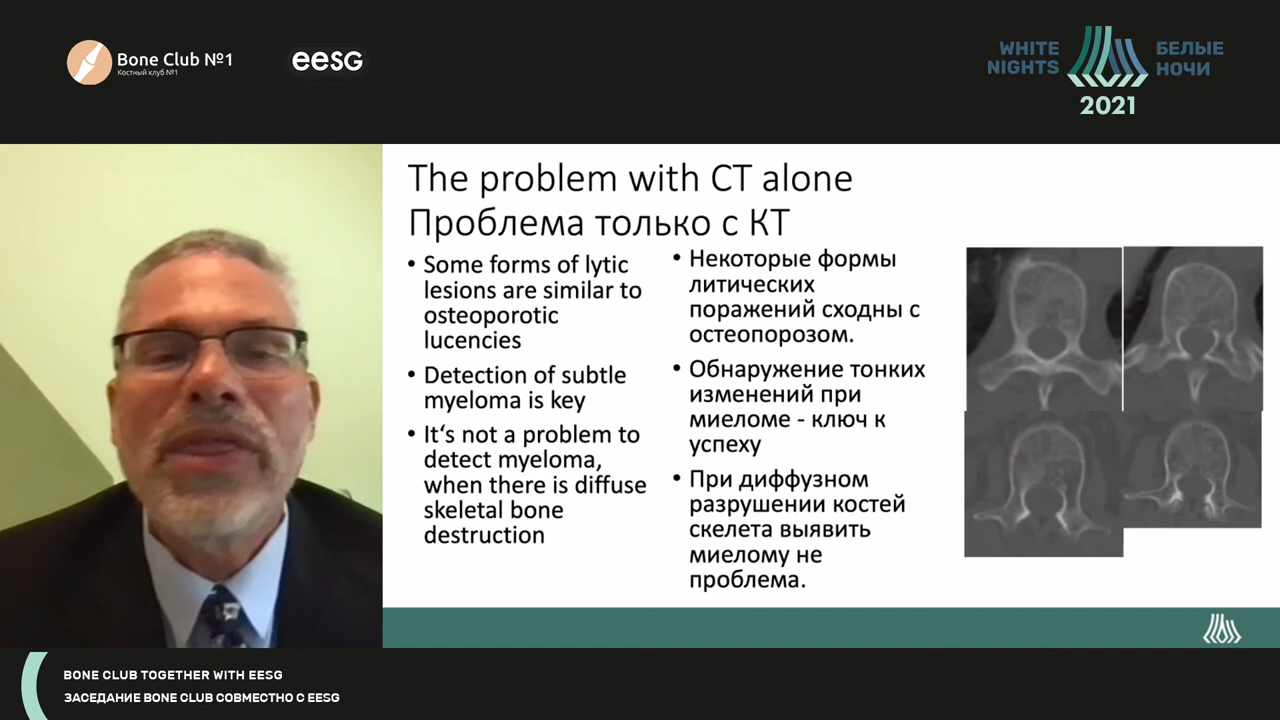 Bone Club №1
Костный клуб №1
eesg
WHITE
NIGHTS
БЕЛЫЕ
НОЧИ
2021
The problem with CT alone
Проблема только с КТ
• Some forms of lytic
lesions are similar to
osteoporotic
lucencies
• Detection of subtle
myeloma is key
• It‘s not a problem to
detect myeloma,
when there is diffuse
skeletal bone
destruction
• Некоторые формы
литических
поражений сходны с
остеопорозом.
• Обнаружение тонких
изменений при
миеломе - ключ к
успеху
• При диффузном
разрушении костей
скелета выявить
миелому не
проблема.
BONE CLUB TOGETHER WITH EESG
ЗАСЕДАНИЕ BONE CLUB СОВМЕСТНО С EESG